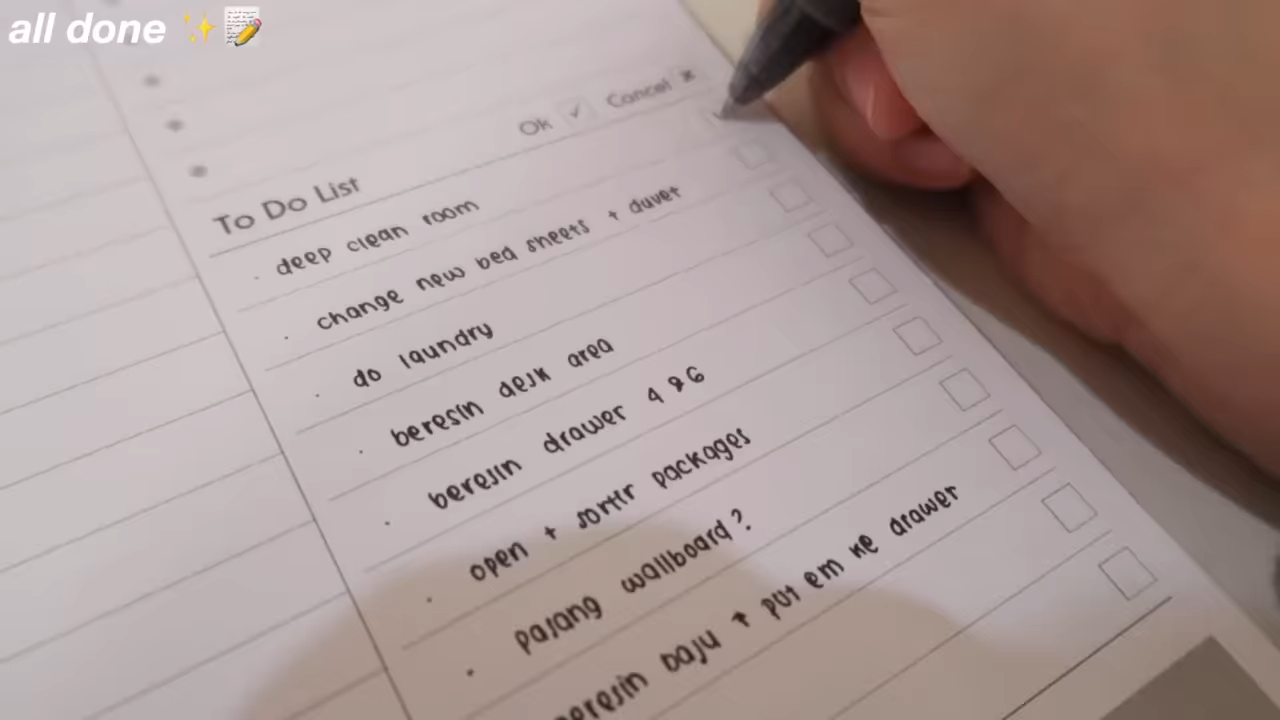 all done ✨📝
Ok ✓ Cancel ×
To Do List
· deep clean room
· change new bed sheets + duvet
· do laundry
· beresin desk area
· beresin drawer 4 & 6
· open + sortir packages
· pasang wallboard?
beresin baju + put em ke drawer